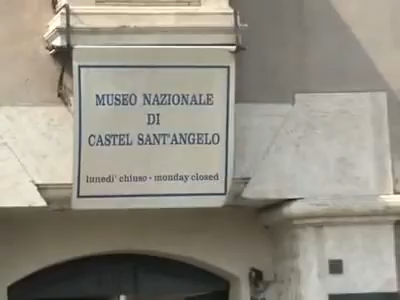 MUSEO NAZIONALE
DI
CASTEL SANT'ANGELO
lunedi' chiuso - monday closed